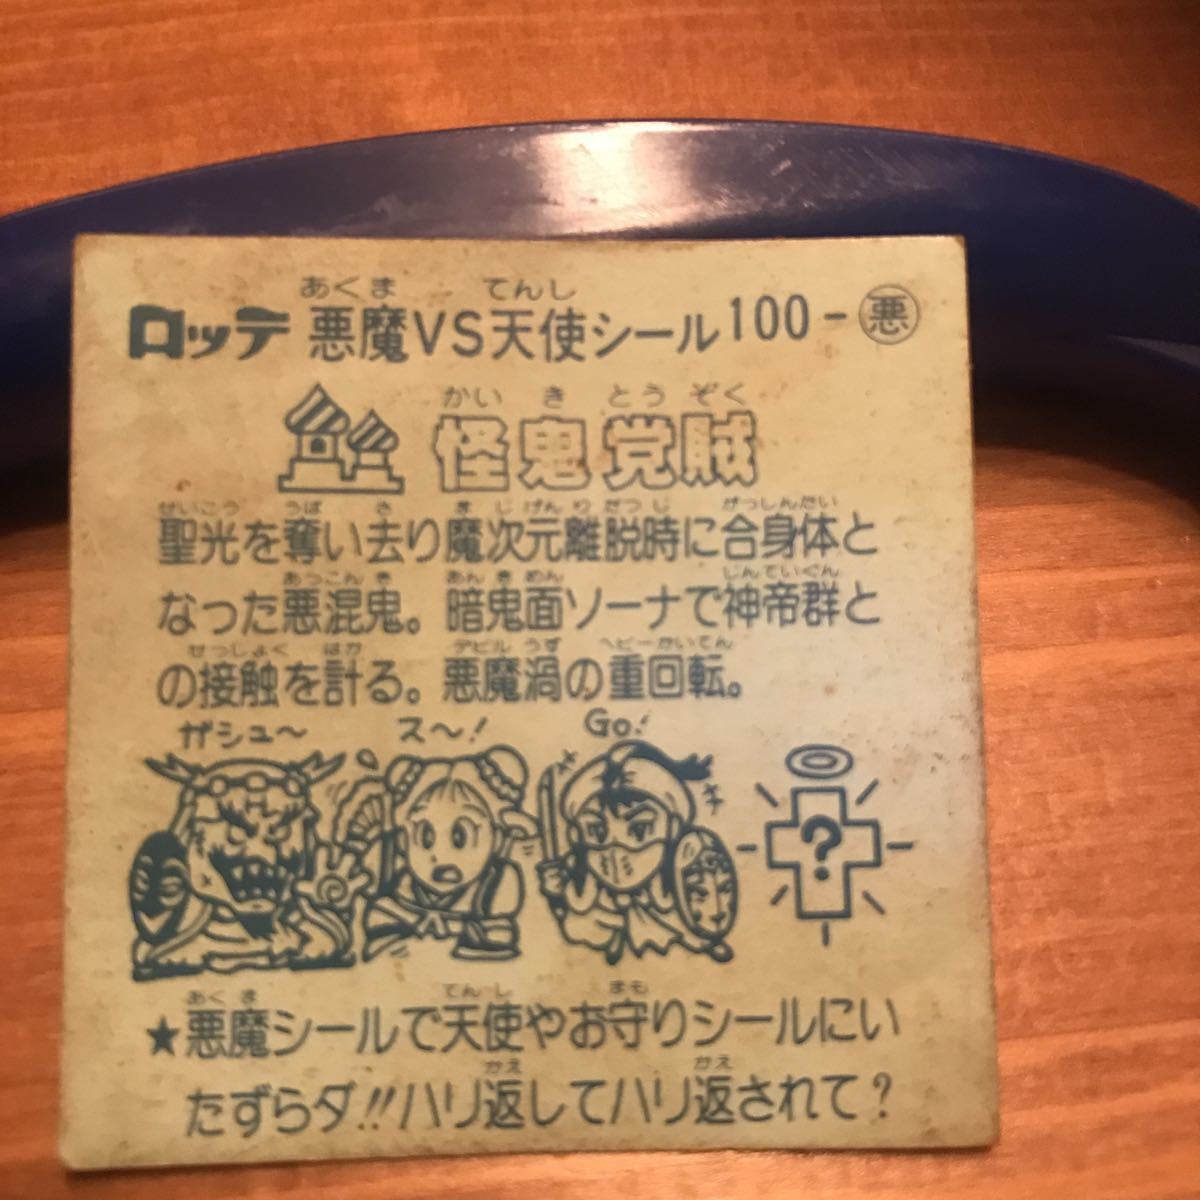 あくま てんし
ロッテ 悪魔VS天使シール100-悪
かいきとうぞく
怪鬼党賊
せいこう うば さ まじげんりだつじ がっしんたい
聖光を奪い去り魔次元離脱時に合身体と
あっこんき あんきめん じんていぐん
なった悪混鬼。暗鬼面ソーナで神帝群と
せっしょく はか デビルうず ヘビーかいてん
の接触を計る。悪魔渦の重回転。
ガシュ〜 ス〜! Go!
?
あくま てんし まも
★悪魔シールで天使やお守りシールにい
かえ かえ
たずらダ!!ハリ返してハリ返されて?